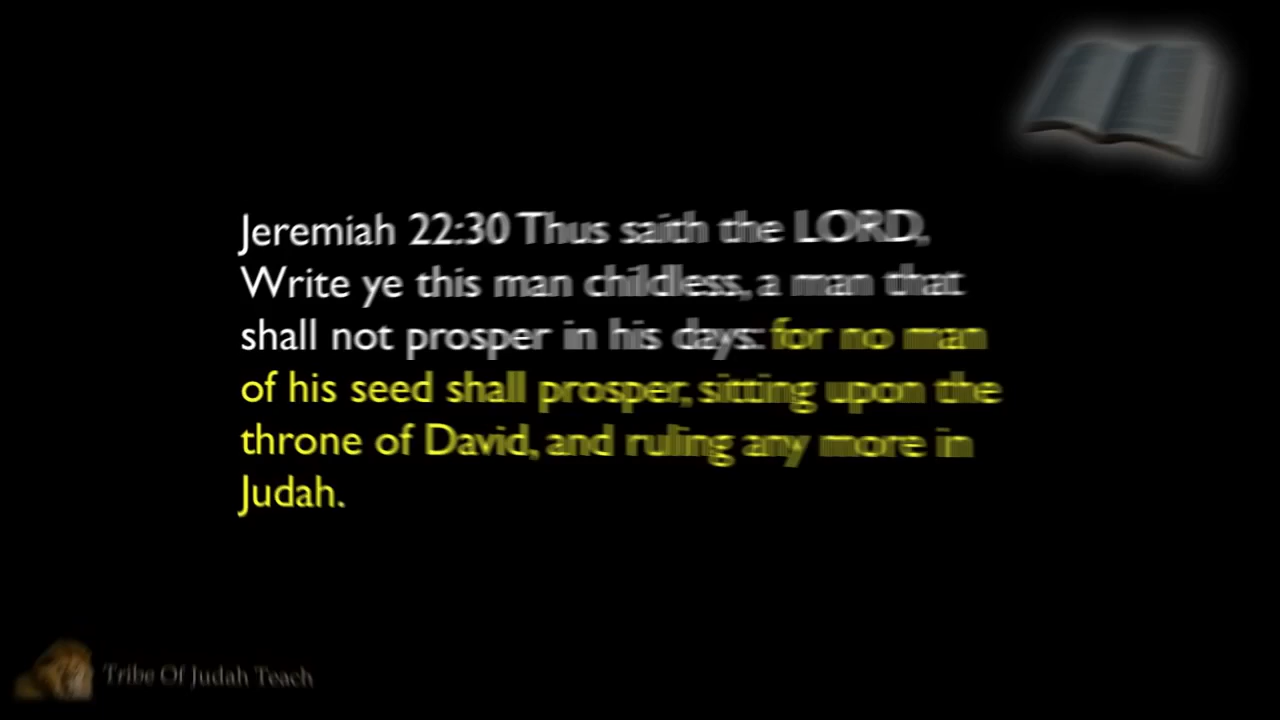 Jeremiah 22:30 Thus saith the LORD,
Write ye this man childless, a man that
shall not prosper in his days: for no man
of his seed shall prosper, sitting upon the
throne of David, and ruling any more in
Judah.
Tribe Of Judah Teach